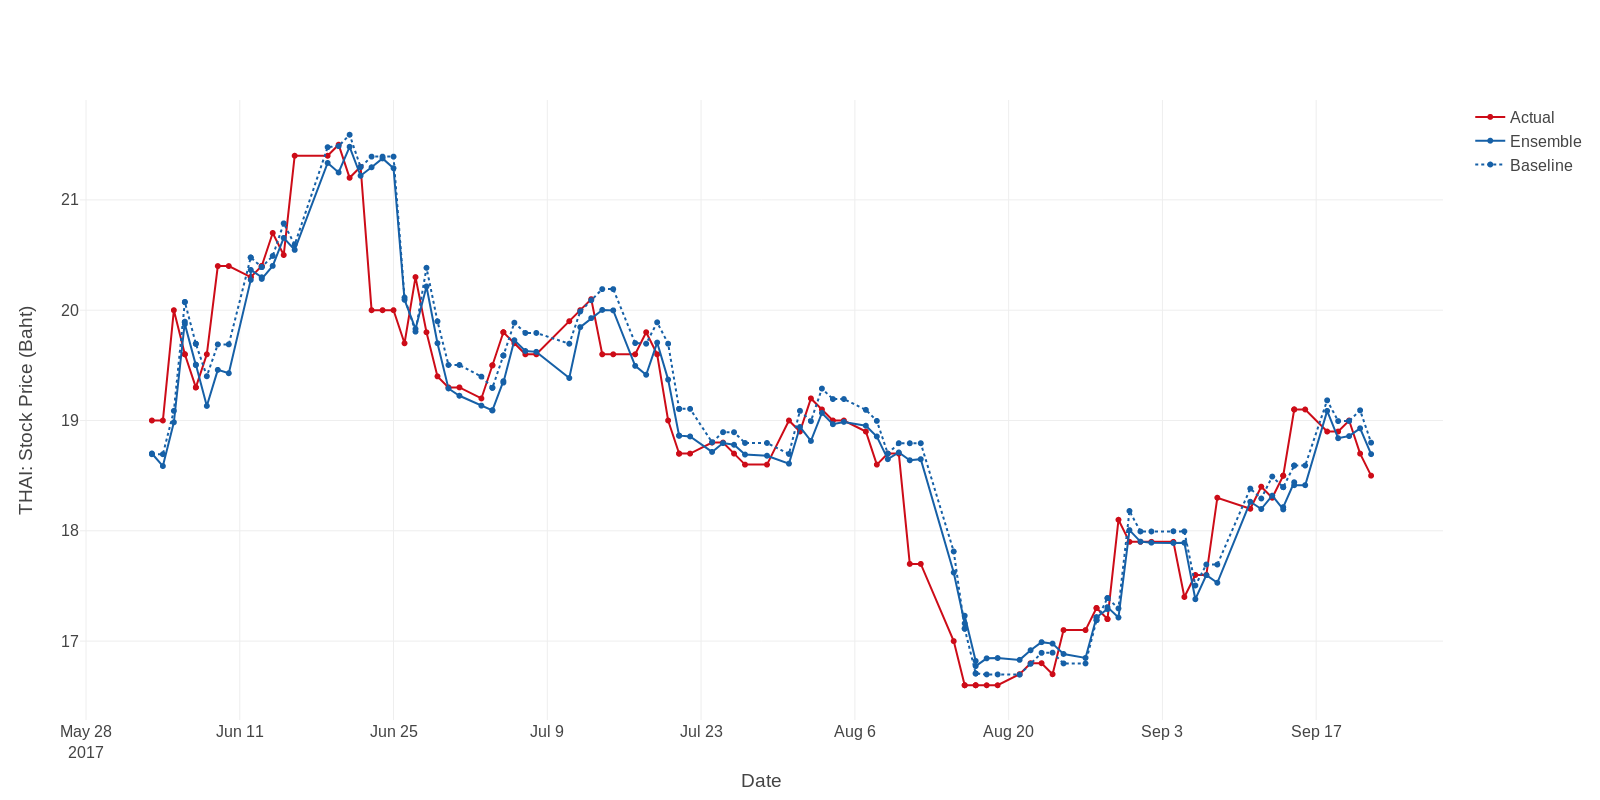 Actual
Ensemble
Baseline
THAI: Stock Price (Baht)
21
20
19
18
17
May 28
2017
Jun 11
Jun 25
Jul 9
Jul 23
Aug 6
Aug 20
Sep 3
Sep 17
Date